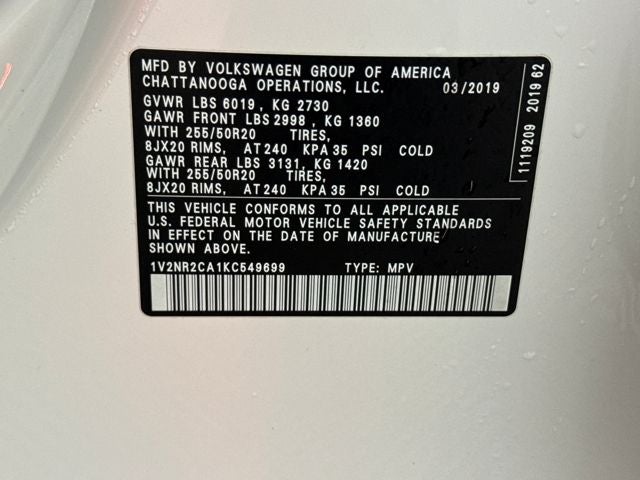 MFD BY VOLKSWAGEN GROUP OF AMERICA
CHATTANOOGA OPERATIONS, LLC. 03/2019
GVWR LBS 6019, KG 2730
GAWR FRONT LBS 2998, KG 1360
WITH 255/50R20 TIRES,
8JX20 RIMS, AT 240 KPA 35 PSI COLD
GAWR REAR LBS 3131, KG 1420
WITH 255/50R20 TIRES,
8JX20 RIMS, AT 240 KPA 35 PSI COLD
THIS VEHICLE CONFORMS TO ALL APPLICABLE
U.S. FEDERAL MOTOR VEHICLE SAFETY STANDARDS
IN EFFECT ON THE DATE OF MANUFACTURE
SHOWN ABOVE.
1V2NR2CA1KC549699 TYPE: MPV
1119209 2019 62